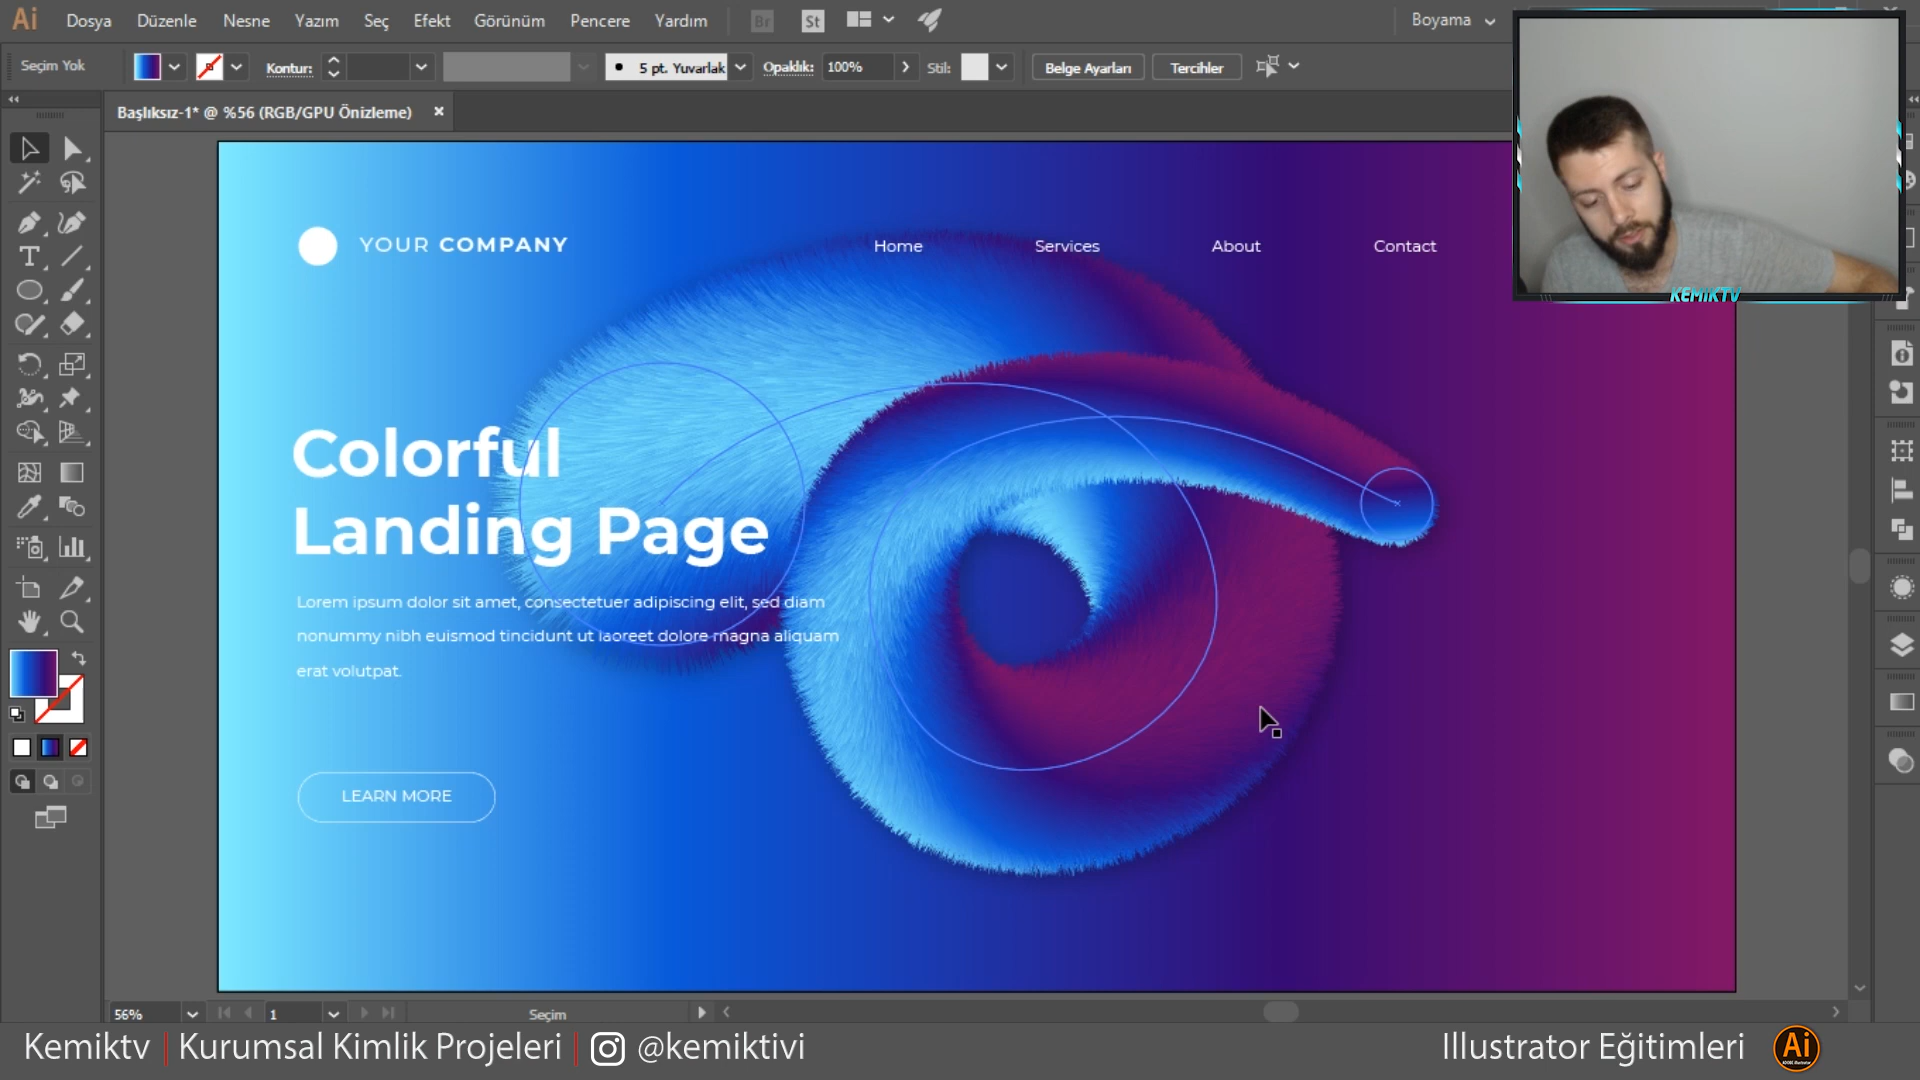 Ai Dosya Düzenle Nesne Yazım Seç Efekt Görünüm Pencere Yardım Br St Boyama
Seçim Yok Kontur: 5 pt. Yuvarlak Opaklık: 100% Stil: Belge Ayarları Tercihler
Başlıksız-1* @ %56 (RGB/GPU Önizleme) ×
YOUR COMPANY Home Services About Contact
KEMIKTV
Colorful
Landing Page
Lorem ipsum dolor sit amet, consectetuer adipiscing elit, sed diam
nonummy nibh euismod tincidunt ut laoreet dolore magna aliquam
erat volutpat.
LEARN MORE
56% 1 Seçim
Kemiktv | Kurumsal Kimlik Projeleri | @kemiktivi Illustrator Eğitimleri Ai